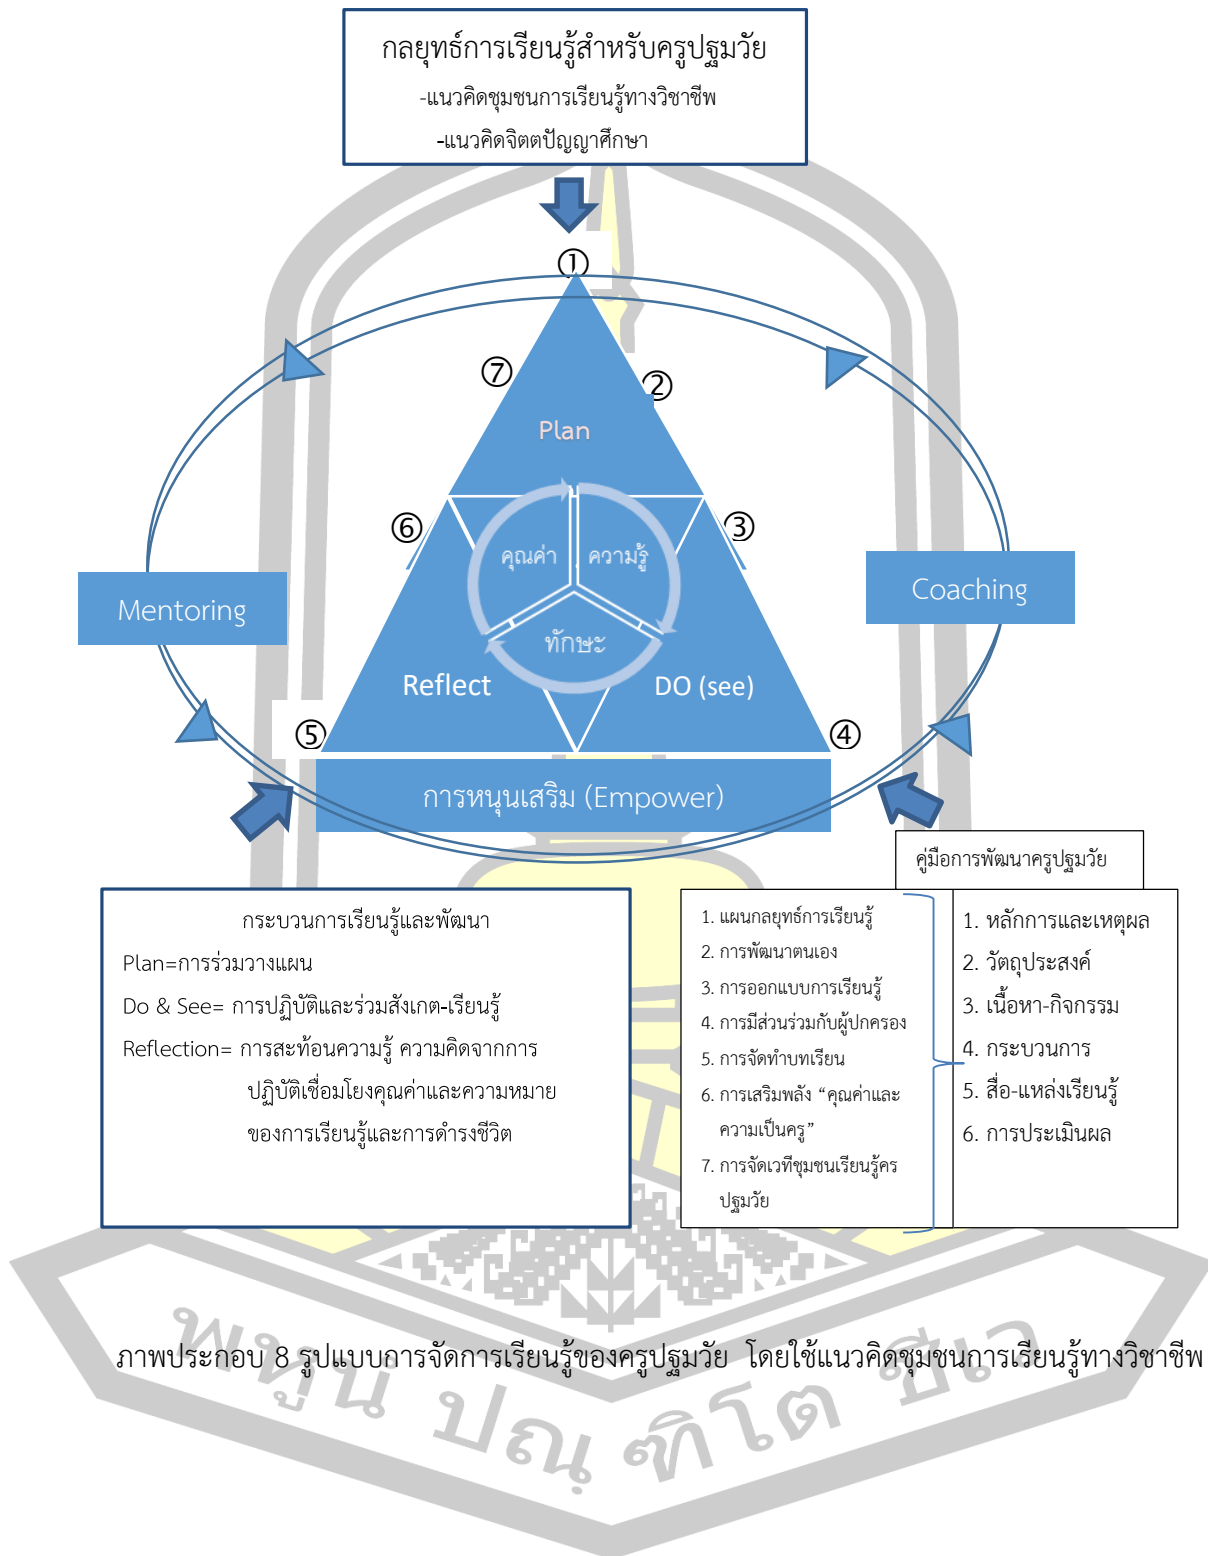 กลยุทธ์การเรียนรู้สำหรับครูปฐมวัย
-แนวคิดชุมชนการเรียนรู้ทางวิชาชีพ
-แนวคิดจิตตปัญญาศึกษา
①
⑦
②
Plan
⑥
③
คุณค่า
ความรู้
ทักษะ
Mentoring
Coaching
Reflect
DO (see)
⑤
④
การหนุนเสริม (Empower)
คู่มือการพัฒนาครูปฐมวัย
กระบวนการเรียนรู้และพัฒนา
Plan=การร่วมวางแผน
Do & See= การปฏิบัติและร่วมสังเกต-เรียนรู้
Reflection= การสะท้อนความรู้ ความคิดจากการ
ปฏิบัติเชื่อมโยงคุณค่าและความหมาย
ของการเรียนรู้และการดำรงชีวิต
1. แผนกลยุทธ์การเรียนรู้
2. การพัฒนาตนเอง
3. การออกแบบการเรียนรู้
4. การมีส่วนร่วมกับผู้ปกครอง
5. การจัดทำบทเรียน
6. การเสริมพลัง “คุณค่าและ
ความเป็นครู”
7. การจัดเวทีชุมชนเรียนรู้คร
ปฐมวัย
1. หลักการและเหตุผล
2. วัตถุประสงค์
3. เนื้อหา-กิจกรรม
4. กระบวนการ
5. สื่อ-แหล่งเรียนรู้
6. การประเมินผล
ภาพประกอบ 8 รูปแบบการจัดการเรียนรู้ของครูปฐมวัย โดยใช้แนวคิดชุมชนการเรียนรู้ทางวิชาชีพ
พหูน ปณฺฑิโต ชีเว